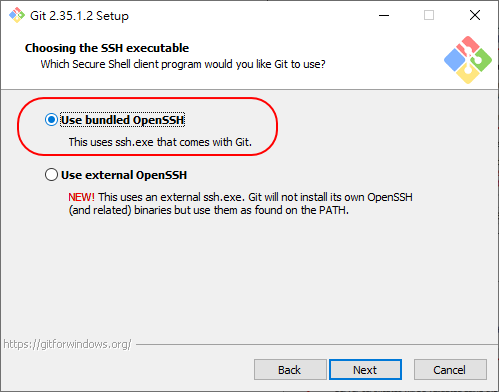 Git 2.35.1.2 Setup
Choosing the SSH executable
Which Secure Shell client program would you like Git to use?
Use bundled OpenSSH
This uses ssh.exe that comes with Git.
Use external OpenSSH
NEW! This uses an external ssh.exe. Git will not install its own OpenSSH
(and related) binaries but use them as found on the PATH.
https://gitforwindows.org/
Back Next Cancel